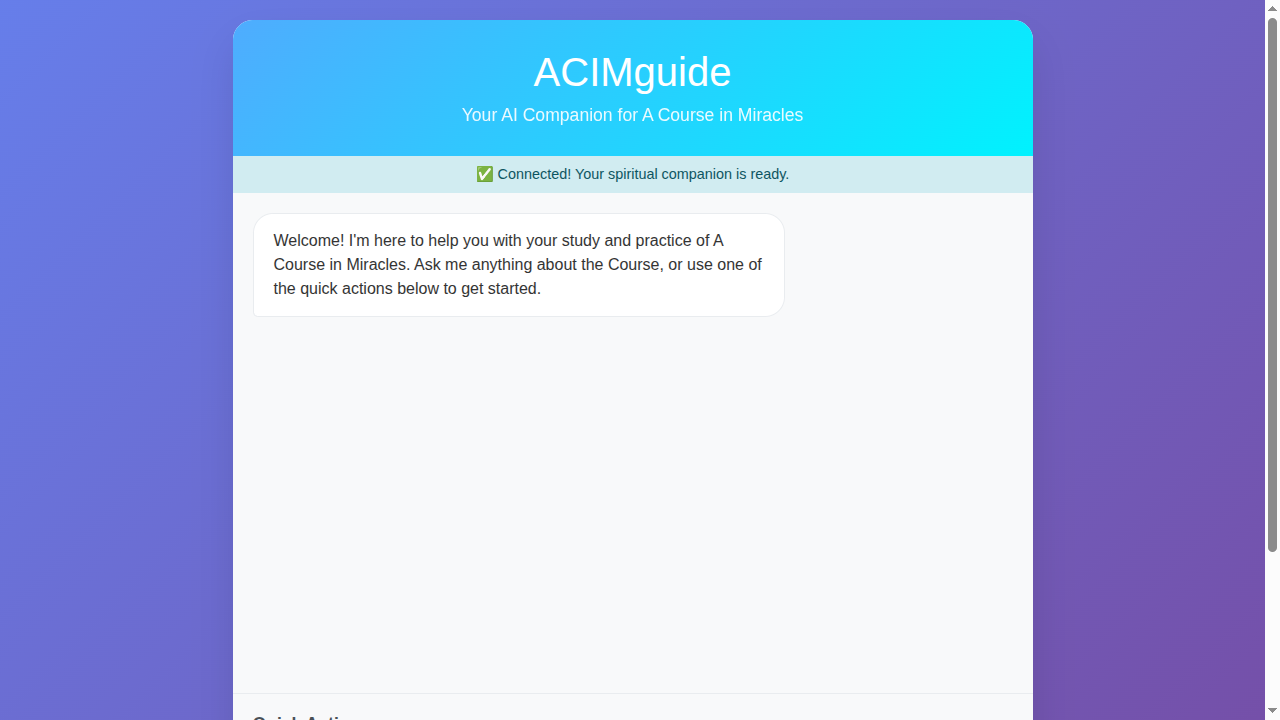 ACIMguide
Your AI Companion for A Course in Miracles
✅ Connected! Your spiritual companion is ready.
Welcome! I'm here to help you with your study and practice of A
Course in Miracles. Ask me anything about the Course, or use one of
the quick actions below to get started.